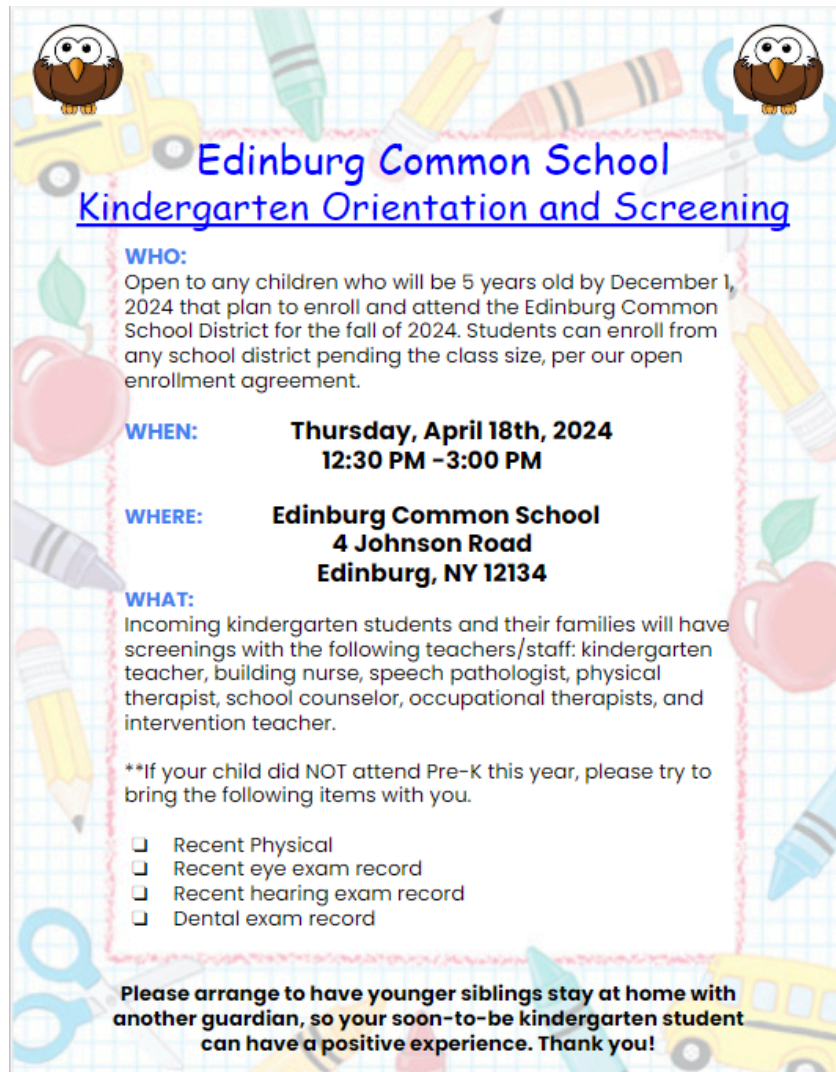 Edinburg Common School
Kindergarten Orientation and Screening
WHO:
Open to any children who will be 5 years old by December 1,
2024 that plan to enroll and attend the Edinburg Common
School District for the fall of 2024. Students can enroll from
any school district pending the class size, per our open
enrollment agreement.
WHEN: Thursday, April 18th, 2024
12:30 PM -3:00 PM
WHERE: Edinburg Common School
4 Johnson Road
Edinburg, NY 12134
WHAT:
Incoming kindergarten students and their families will have
screenings with the following teachers/staff: kindergarten
teacher, building nurse, speech pathologist, physical
therapist, school counselor, occupational therapists, and
intervention teacher.
**If your child did NOT attend Pre-K this year, please try to
bring the following items with you.
❏ Recent Physical
❏ Recent eye exam record
❏ Recent hearing exam record
❏ Dental exam record
Please arrange to have younger siblings stay at home with
another guardian, so your soon-to-be kindergarten student
can have a positive experience. Thank you!